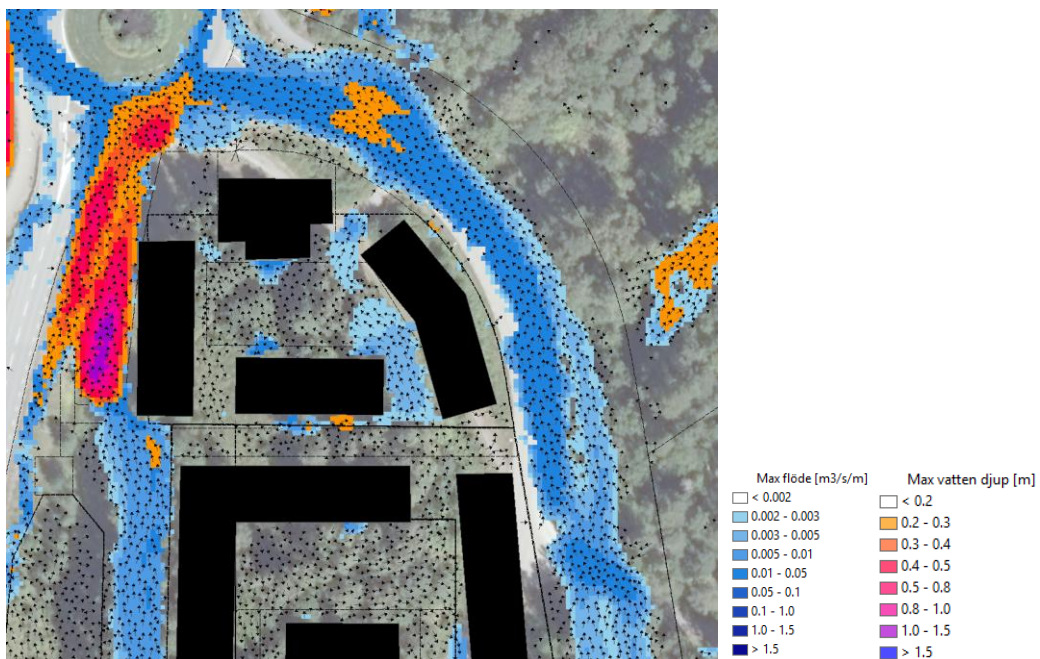 Max flöde [m3/s/m]
< 0.002
0.002 - 0.003
0.003 - 0.005
0.005 - 0.01
0.01 - 0.05
0.05 - 0.1
0.1 - 1.0
1.0 - 1.5
> 1.5
Max vatten djup [m]
< 0.2
0.2 - 0.3
0.3 - 0.4
0.4 - 0.5
0.5 - 0.8
0.8 - 1.0
1.0 - 1.5
> 1.5